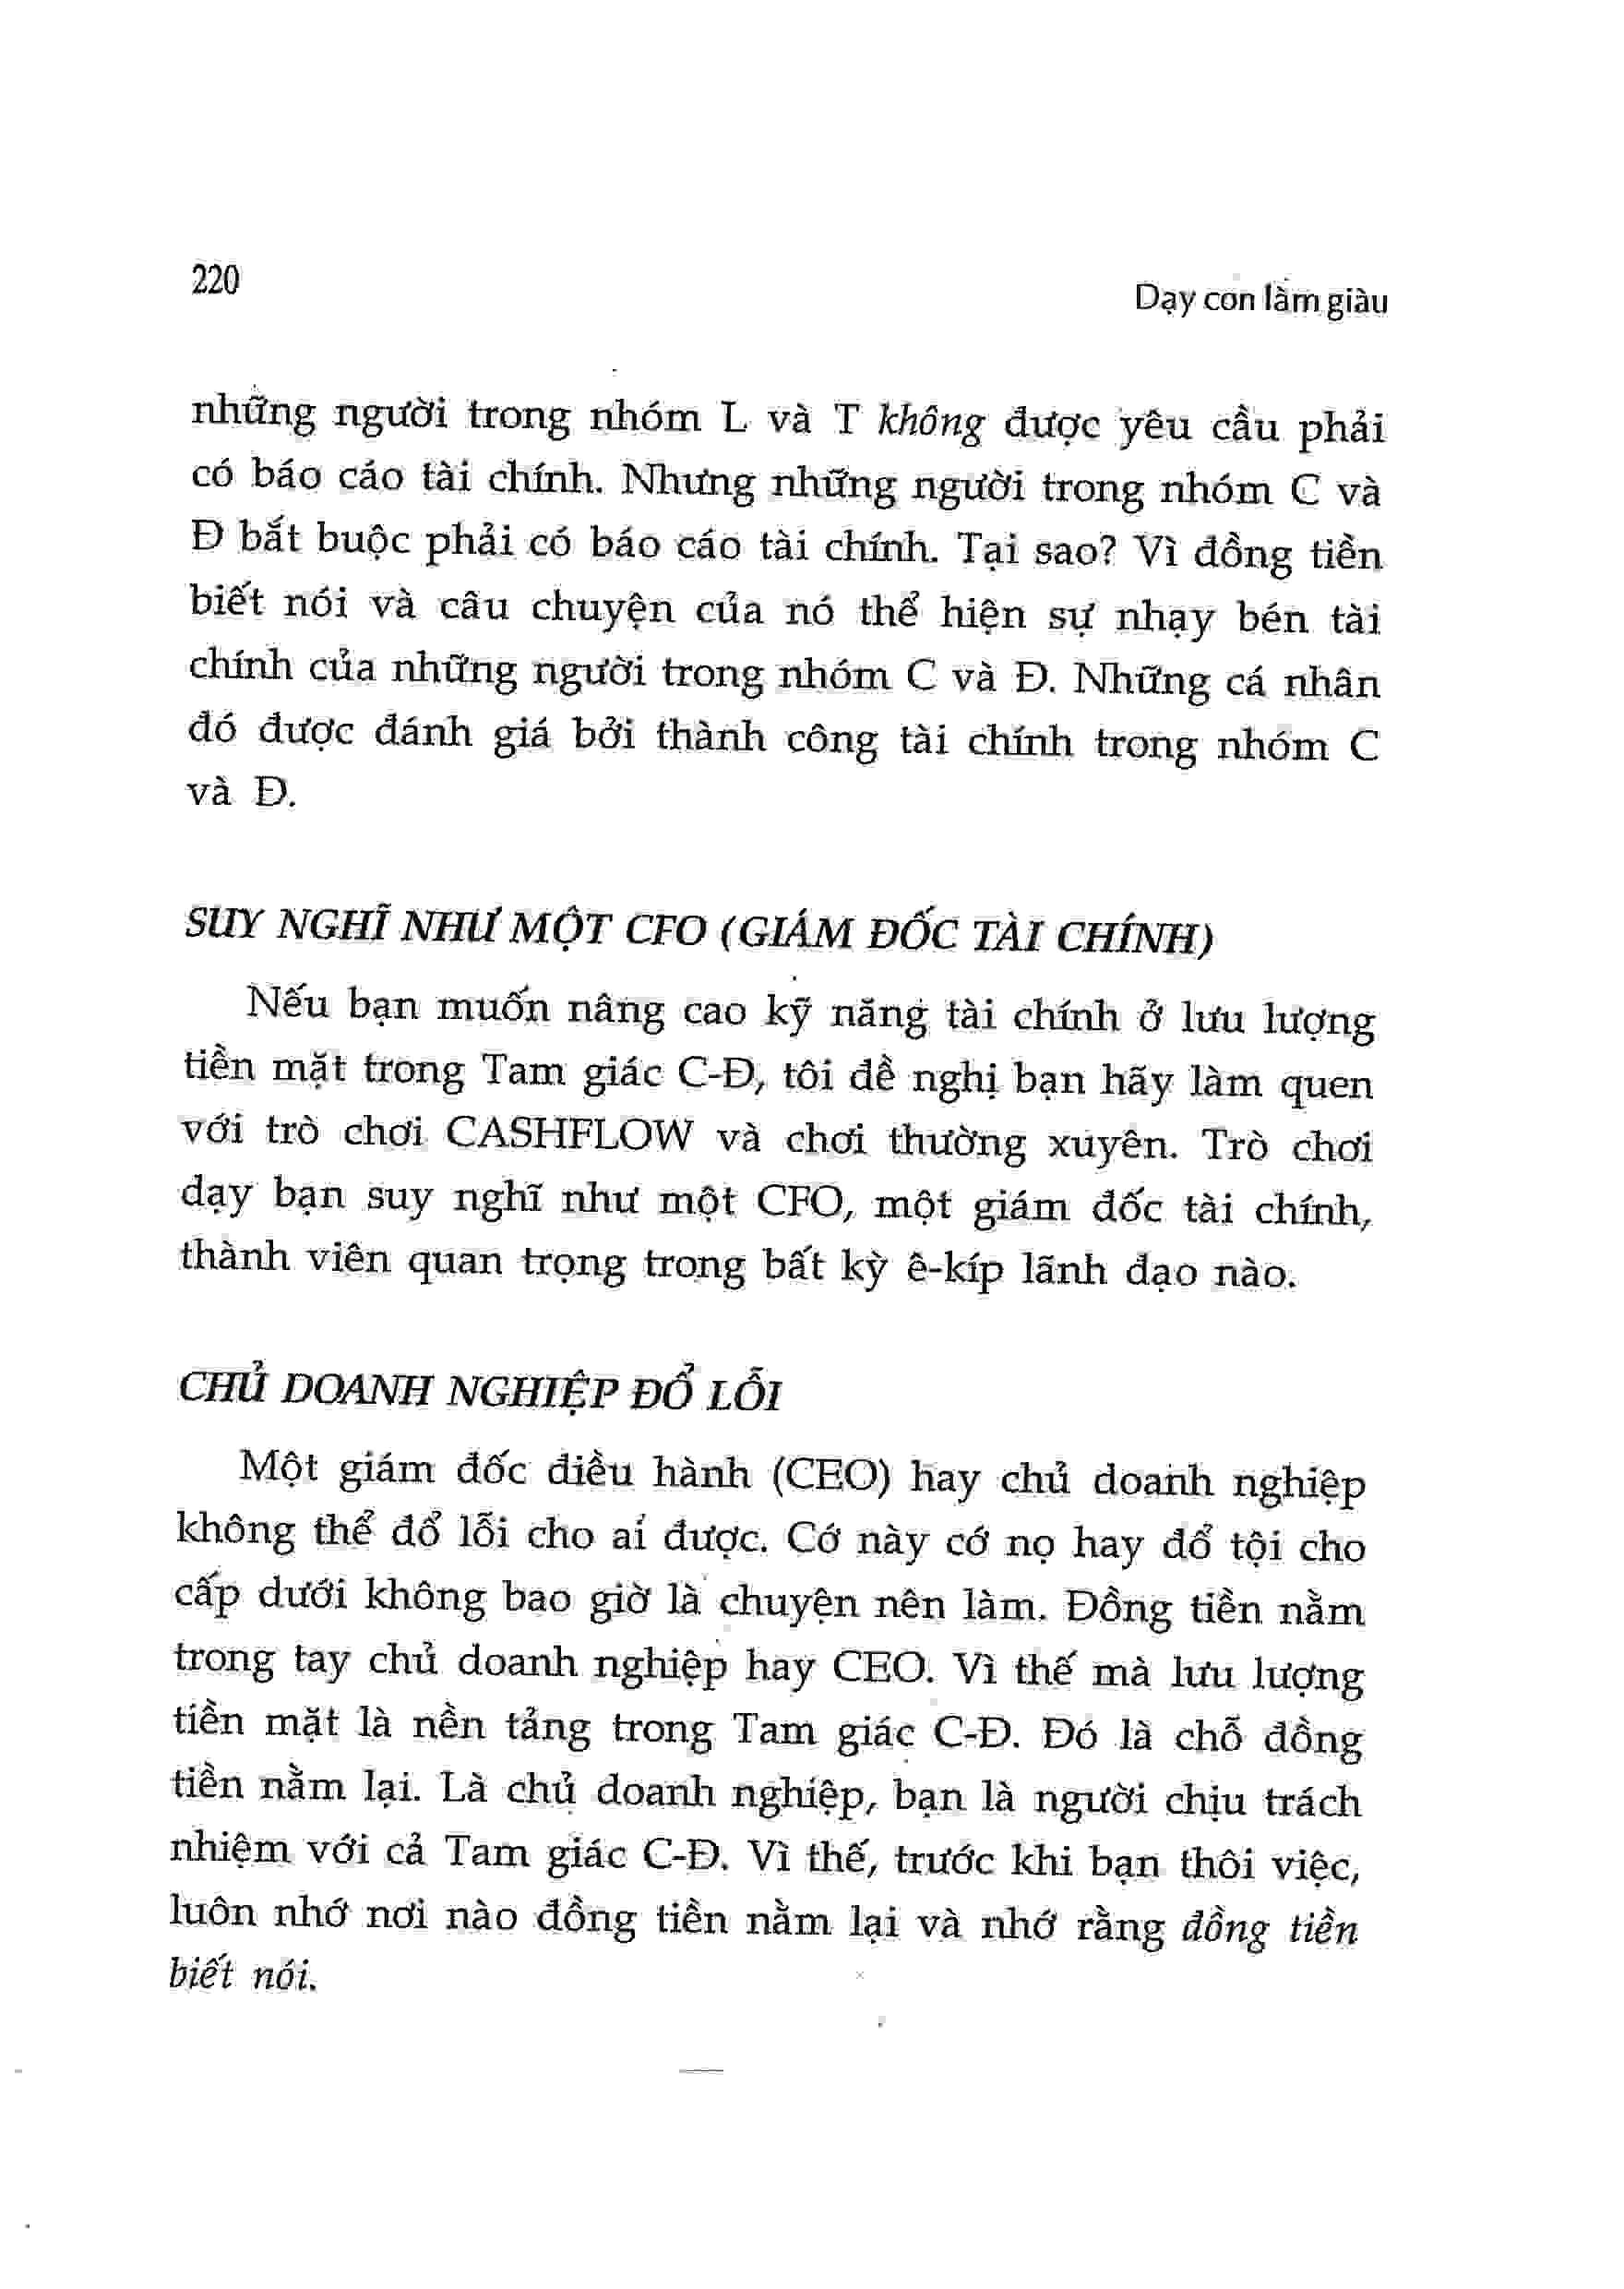 220
Dạy con làm giàu
những người trong nhóm L và T không được yêu cầu phải
có báo cáo tài chính. Nhưng những người trong nhóm C và
Đ bắt buộc phải có báo cáo tài chính. Tại sao? Vì đồng tiền
biết nói và câu chuyện của nó thể hiện sự nhạy bén tài
chính của những người trong nhóm C và Đ. Những cá nhân
đó được đánh giá bởi thành công tài chính trong nhóm C
và Đ.
SUY NGHĨ NHƯ MỘT CFO (GIÁM ĐỐC TÀI CHÍNH)
Nếu bạn muốn nâng cao kỹ năng tài chính ở lưu lượng
tiền mặt trong Tam giác C-Đ, tôi đề nghị bạn hãy làm quen
với trò chơi CASHFLOW và chơi thường xuyên. Trò chơi
dạy bạn suy nghĩ như một CFO, một giám đốc tài chính,
thành viên quan trọng trong bất kỳ ê-kíp lãnh đạo nào.
CHỦ DOANH NGHIỆP ĐỔ LỖI
Một giám đốc điều hành (CEO) hay chủ doanh nghiệp
không thể đổ lỗi cho ai được. Cớ này cớ nọ hay đổ tội cho
cấp dưới không bao giờ là chuyện nên làm. Đồng tiền nằm
trong tay chủ doanh nghiệp hay CEO. Vì thế mà lưu lượng
tiền mặt là nền tảng trong Tam giác C-Đ. Đó là chỗ đồng
tiền nằm lại. Là chủ doanh nghiệp, bạn là người chịu trách
nhiệm với cả Tam giác C-Đ. Vì thế, trước khi bạn thôi việc,
luôn nhớ nơi nào đồng tiền nằm lại và nhớ rằng đồng tiền
biết nói.